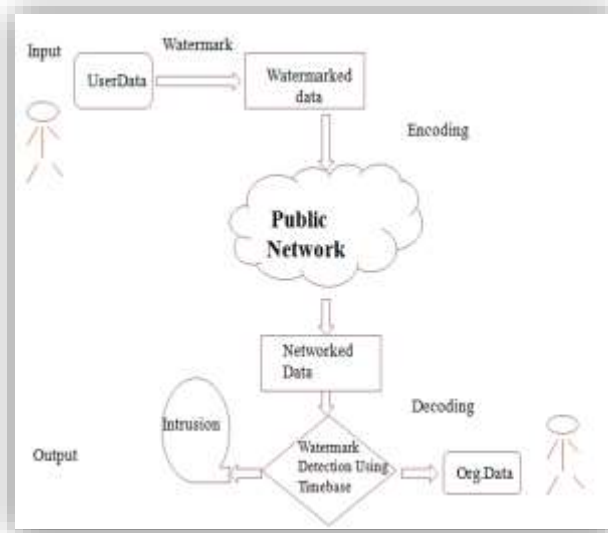 Input
Watermark
UserData
Watermarked
data
Encoding
Public
Network
Networked
Data
Decoding
Intrusion
Output
Watermark
Detection Using
Timebase
Org.Data